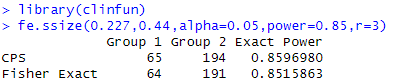 > library(clinfun)
> fe.ssize(0.227,0.44,alpha=0.05,power=0.85,r=3)
Group 1 Group 2 Exact Power
CPS 65 194 0.8596980
Fisher Exact 64 191 0.8515863